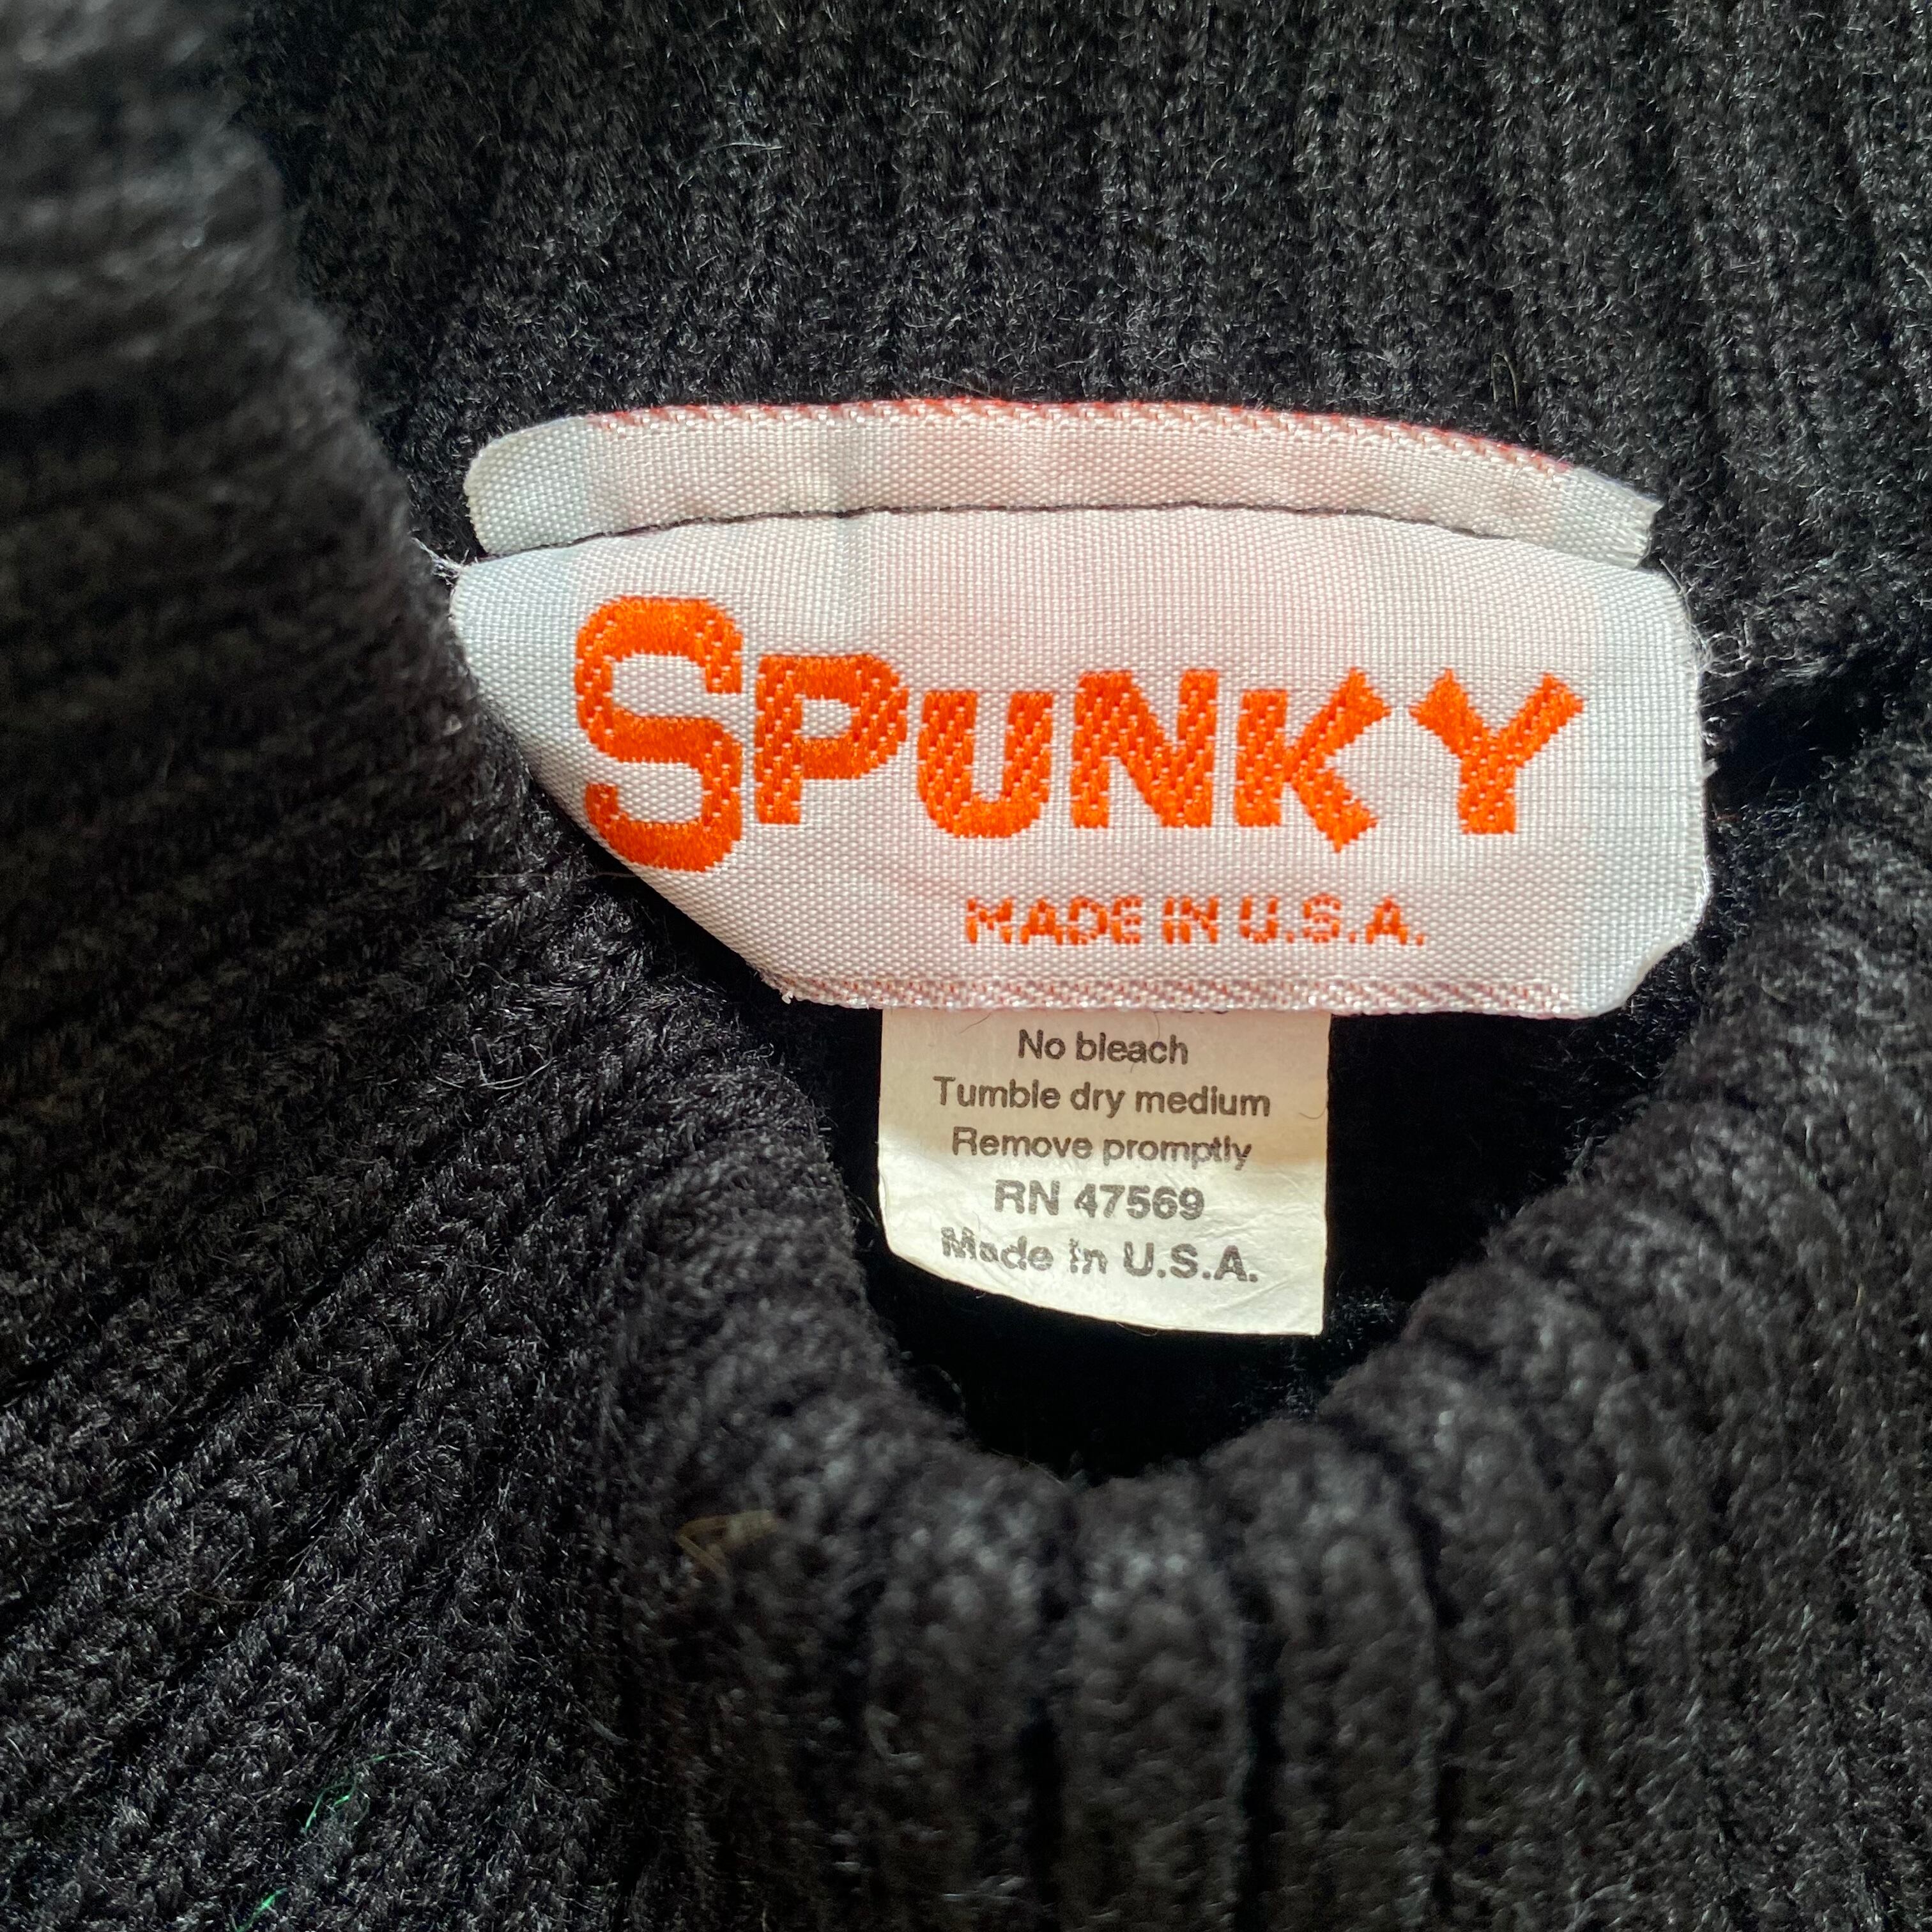 SPUNKY
MADE IN U.S.A.
No bleach
Tumble dry medium
Remove promptly
RN 47569
Made in U.S.A.